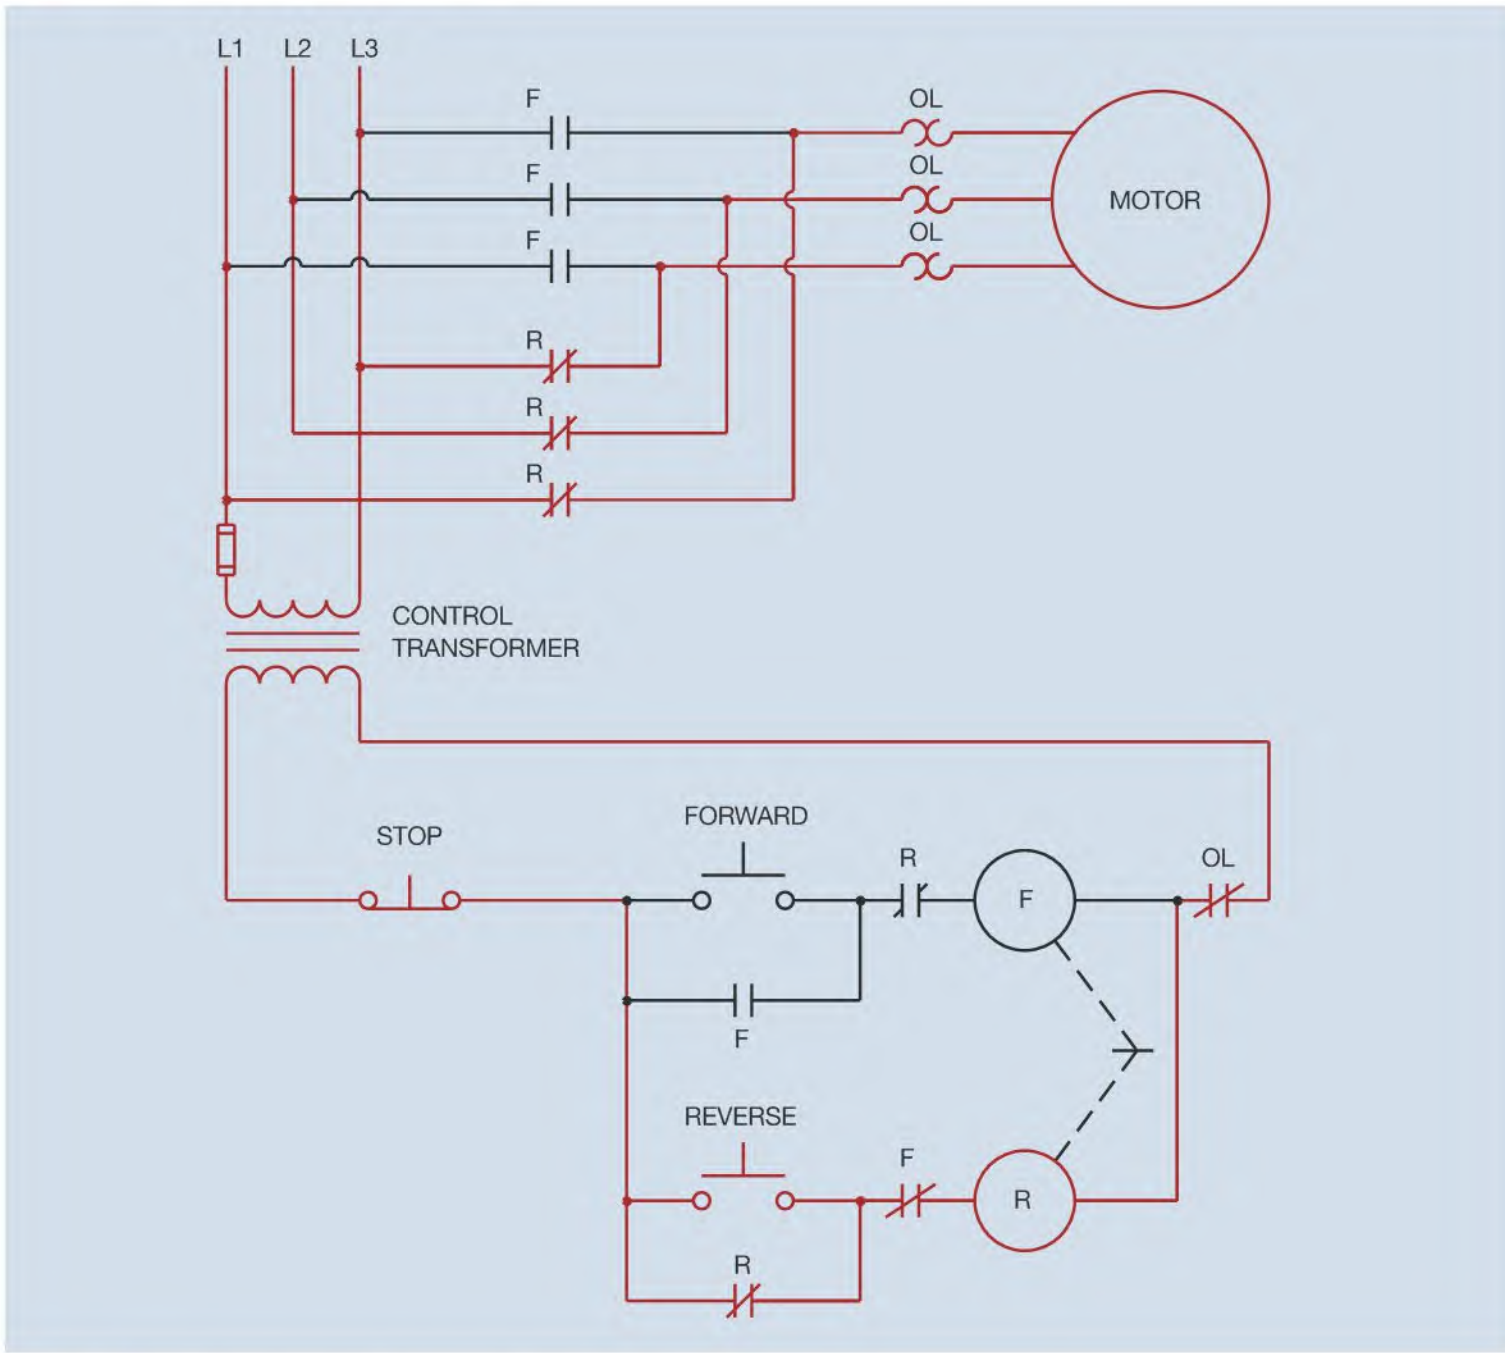 L1 L2 L3
F OL
F OL
MOTOR
F OL
R
R
R
CONTROL
TRANSFORMER
FORWARD
STOP
R OL
F
F
REVERSE
F
R
R